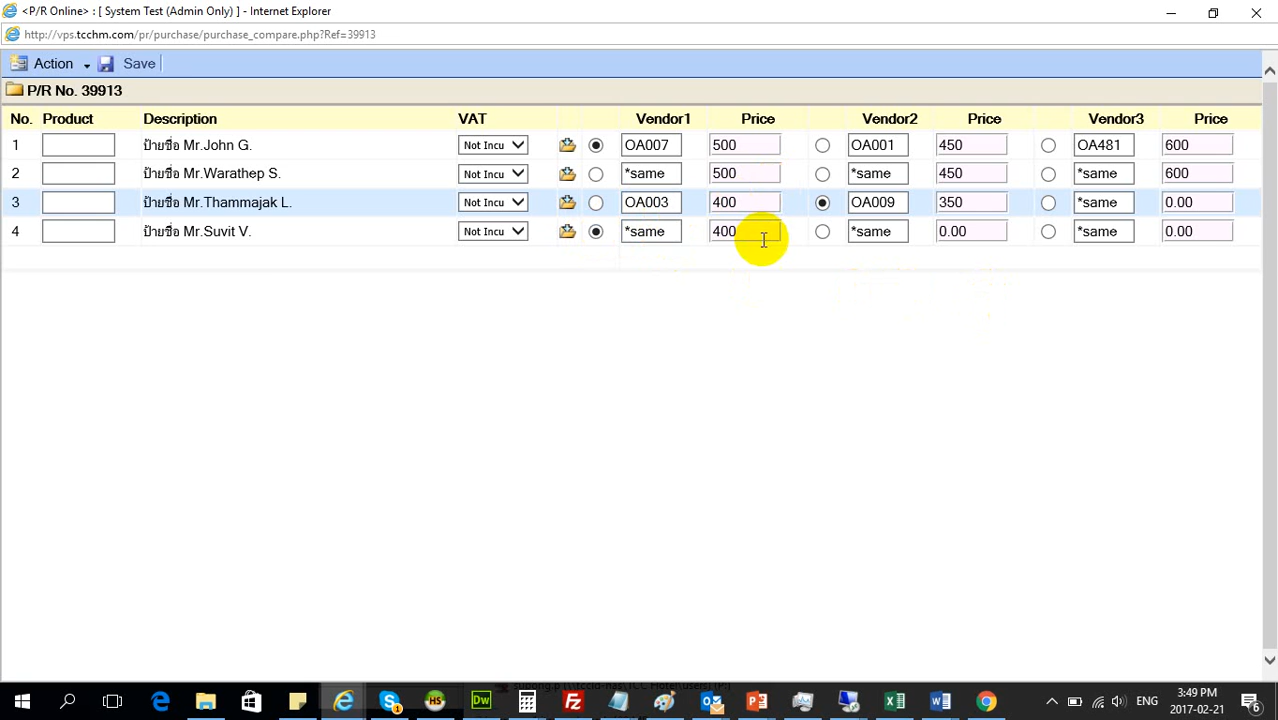 <P/R Online> : [ System Test (Admin Only) ] - Internet Explorer
http://vps.tcchm.com/pr/purchase/purchase_compare.php?Ref=39913
Action Save
P/R No. 39913
No. Product Description VAT Vendor1 Price Vendor2 Price Vendor3 Price
1 ป้ายชื่อ Mr.John G. Not Incu OA007 500 OA001 450 OA481 600
2 ป้ายชื่อ Mr.Warathep S. Not Incu *same 500 *same 450 *same 600
3 ป้ายชื่อ Mr.Thammajak L. Not Incu OA003 400 OA009 350 *same 0.00
4 ป้ายชื่อ Mr.Suvit V. Not Incu *same 400 *same 0.00 *same 0.00
HS Dw ENG 3:49 PM
2017-02-21